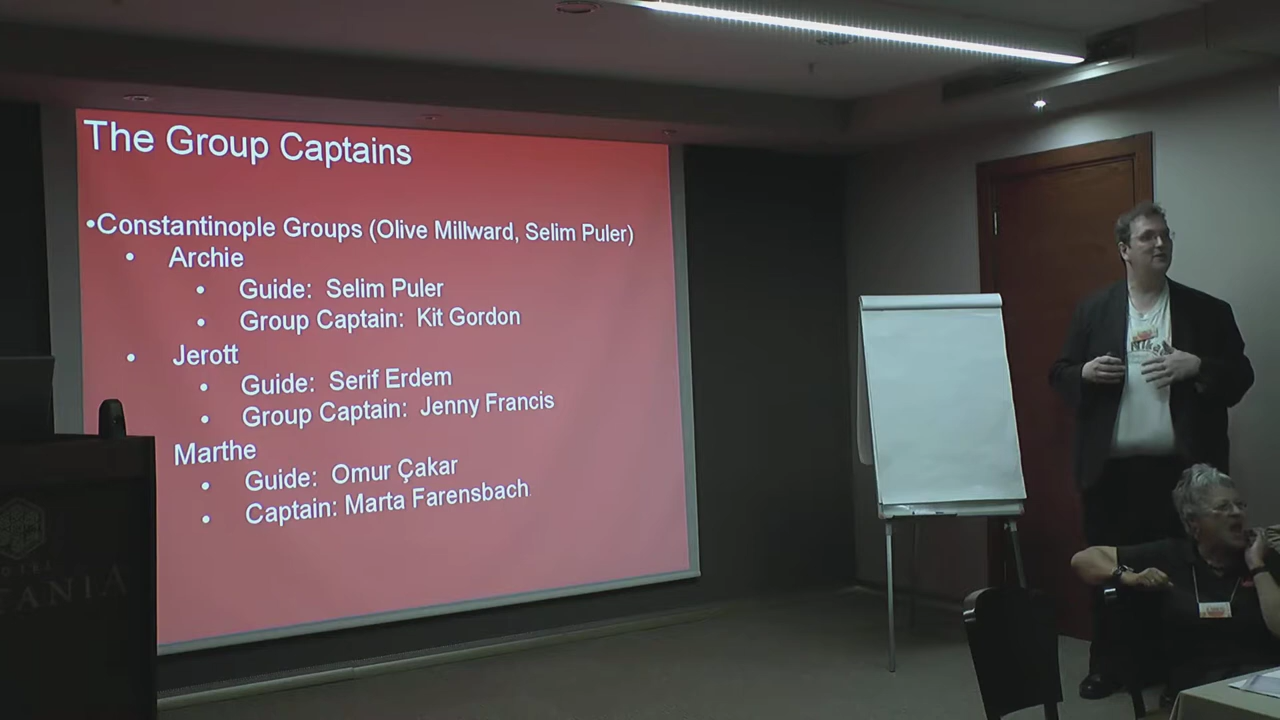 The Group Captains
•Constantinople Groups (Olive Millward, Selim Puler)
• Archie
• Guide: Selim Puler
• Group Captain: Kit Gordon
• Jerott
• Guide: Serif Erdem
• Group Captain: Jenny Francis
Marthe
• Guide: Omur Çakar
• Captain: Marta Farensbach